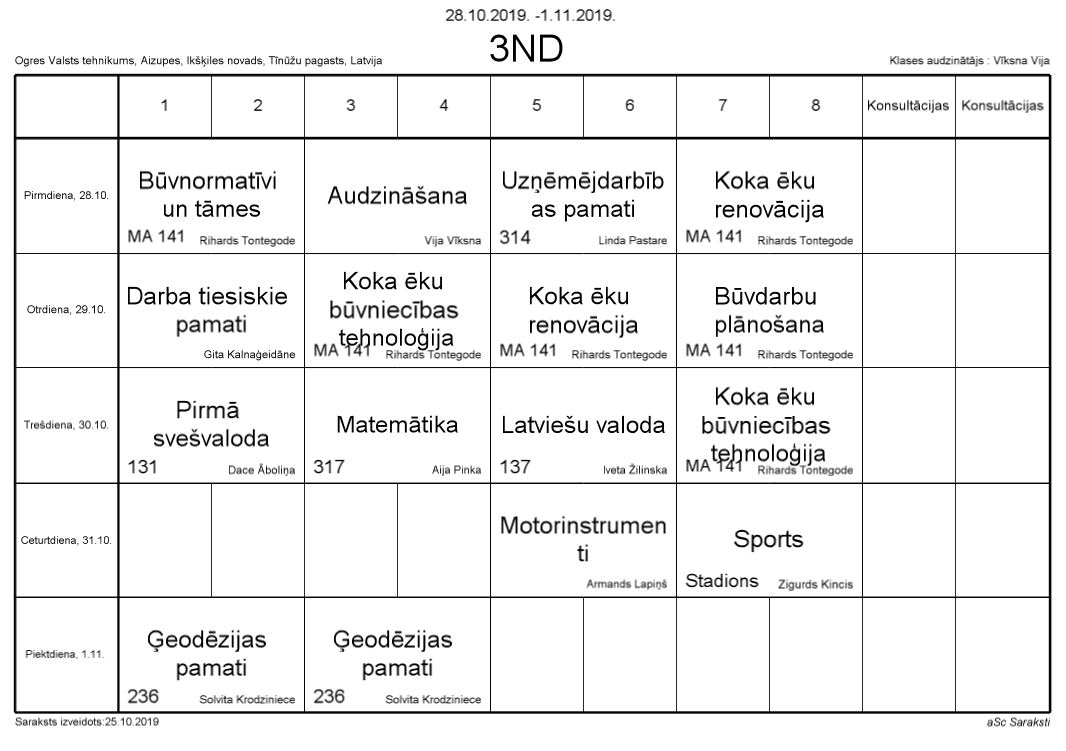 28.10.2019. -1.11.2019.
3ND
Ogres Valsts tehnikums, Aizupes, Ikšķiles novads, Tīnūžu pagasts, Latvija
Klases audzinātājs : Vīksna Vija
1 2 3 4 5 6 7 8 Konsultācijas Konsultācijas
Pirmdiena, 28.10.
Būvnormatīvi
un tāmes
MA 141 Rihards Tontegode
Audzināšana
Vija Vīksna
Uzņēmējdarbīb
as pamati
314 Linda Pastare
Koka ēku
renovācija
MA 141 Rihards Tontegode
Otrdiena, 29.10.
Darba tiesiskie
pamati
Gita Kalnaģeidāne
Koka ēku
būvniecības
tehnoloģija
MA 141 Rihards Tontegode
Koka ēku
renovācija
MA 141 Rihards Tontegode
Būvdarbu
plānošana
MA 141 Rihards Tontegode
Trešdiena, 30.10.
Pirmā
svešvaloda
131 Dace Āboliņa
Matemātika
317 Aija Pinka
Latviešu valoda
137 Iveta Žilinska
Koka ēku
būvniecības
tehnoloģija
MA 141 Rihards Tontegode
Ceturtdiena, 31.10.
Motorinstrumen
ti
Armands Lapiņš
Sports
Stadions Zigurds Kincis
Piektdiena, 1.11.
Ģeodēzijas
pamati
236 Solvita Krodziniece
Ģeodēzijas
pamati
236 Solvita Krodziniece
Saraksts izveidots:25.10.2019
aSc Saraksti